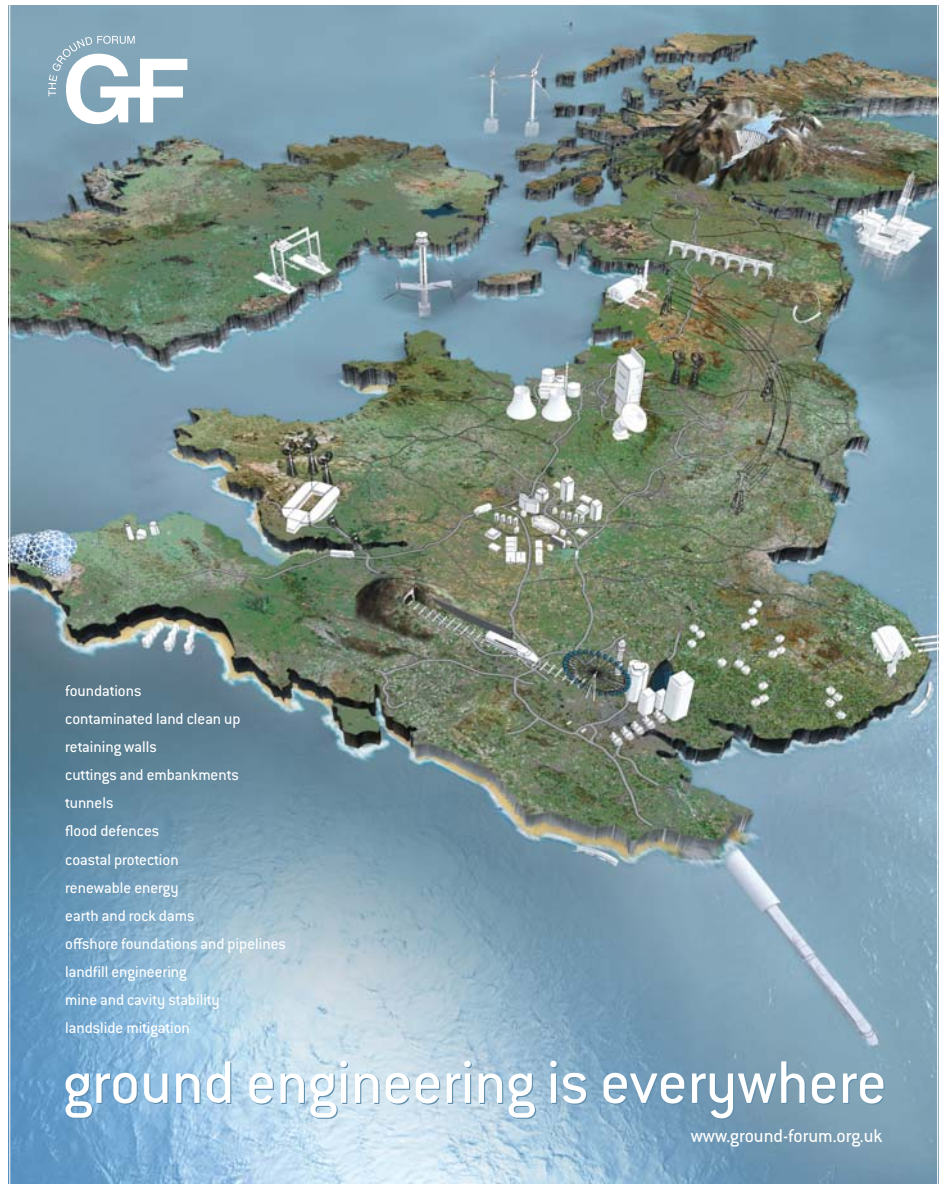 THE GROUND FORUM
GF
foundations
contaminated land clean up
retaining walls
cuttings and embankments
tunnels
flood defences
coastal protection
renewable energy
earth and rock dams
offshore foundations and pipelines
landfill engineering
mine and cavity stability
landslide mitigation
ground engineering is everywhere
www.ground-forum.org.uk